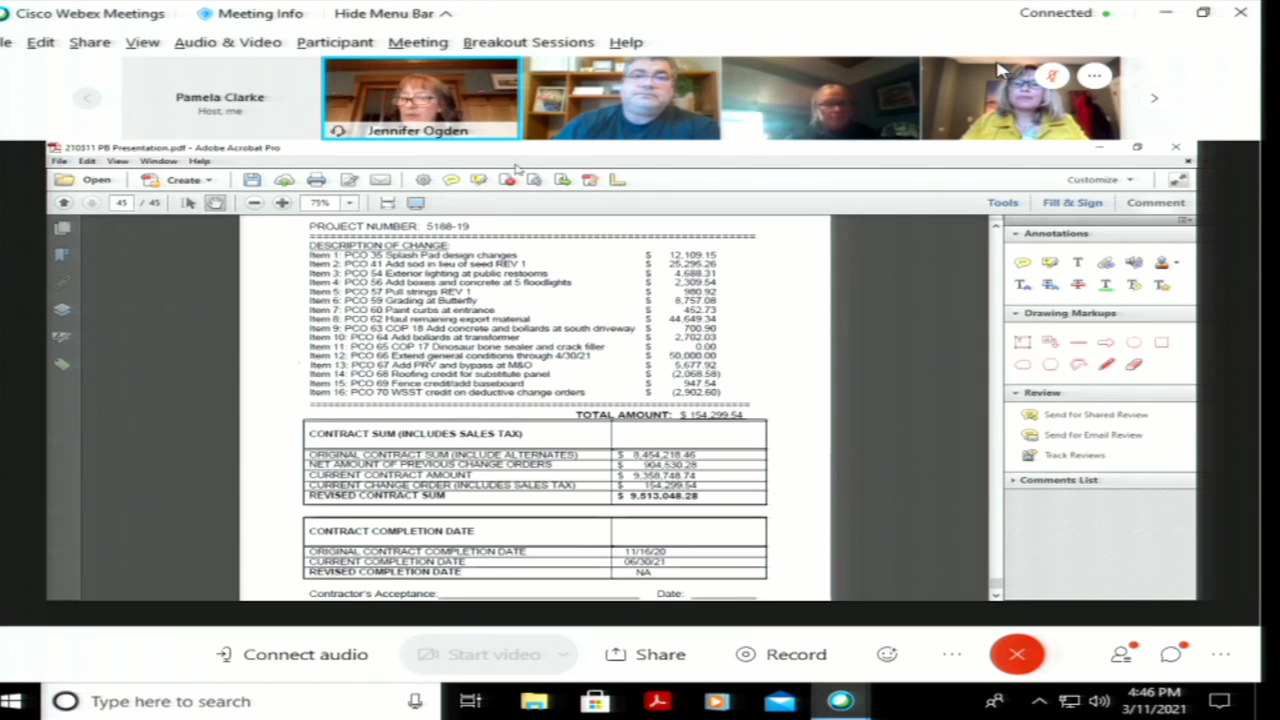 Cisco Webex Meetings Meeting Info Hide Menu Bar Connected
le Edit Share View Audio & Video Participant Meeting Breakout Sessions Help
Pamela Clarke
Host, me
Jennifer Ogden
210311 PB Presentation.pdf - Adobe Acrobat Pro
File Edit View Window Help
Open Create Customize
45 / 45 75% Tools Fill & Sign Comment
PROJECT NUMBER: 5188-19
DESCRIPTION OF CHANGE:
Item 1: PCO 35 Splash Pad design changes $ 12,109.15
Item 2: PCO 41 Add sod in lieu of seed REV 1 $ 25,295.26
Item 3: PCO 54 Exterior lighting at public restooms $ 4,688.31
Item 4: PCO 56 Add boxes and concrete at 5 floodlights $ 2,309.54
Item 5: PCO 57 Pull strings REV 1 $ 980.92
Item 6: PCO 59 Grading at Butterfly $ 8,757.08
Item 7: PCO 60 Paint curbs at entrance $ 452.73
Item 8: PCO 62 Haul remaining export material $ 44,649.34
Item 9: PCO 63 COP 18 Add concrete and bollards at south driveway $ 700.90
Item 10: PCO 64 Add bollards at transformer $ 2,702.03
Item 11: PCO 65 COP 17 Dinosaur bone sealer and crack filler $ 0.00
Item 12: PCO 66 Extend general conditions through 4/30/21 $ 50,000.00
Item 13: PCO 67 Add PRV and bypass at M&O $ 5,677.92
Item 14: PCO 68 Roofing credit for substitute panel $ (2,068.58)
Item 15: PCO 69 Fence credit/add baseboard $ 947.54
Item 16: PCO 70 WSST credit on deductive change orders $ (2,902.60)
TOTAL AMOUNT: $ 154,299.54
CONTRACT SUM (INCLUDES SALES TAX)
ORIGINAL CONTRACT SUM (INCLUDE ALTERNATES) $ 8,454,218.46
NET AMOUNT OF PREVIOUS CHANGE ORDERS $ 904,530.28
CURRENT CONTRACT AMOUNT $ 9,358,748.74
CURRENT CHANGE ORDER (INCLUDES SALES TAX) $ 154,299.54
REVISED CONTRACT SUM $ 9,513,048.28
CONTRACT COMPLETION DATE
ORIGINAL CONTRACT COMPLETION DATE 11/16/20
CURRENT COMPLETION DATE 06/30/21
REVISED COMPLETION DATE NA
Contractor's Acceptance: Date:
Annotations
Drawing Markups
Review
Send for Shared Review
Send for Email Review
Track Reviews
Comments List
Connect audio Start video Share Record
Type here to search
4:46 PM
3/11/2021